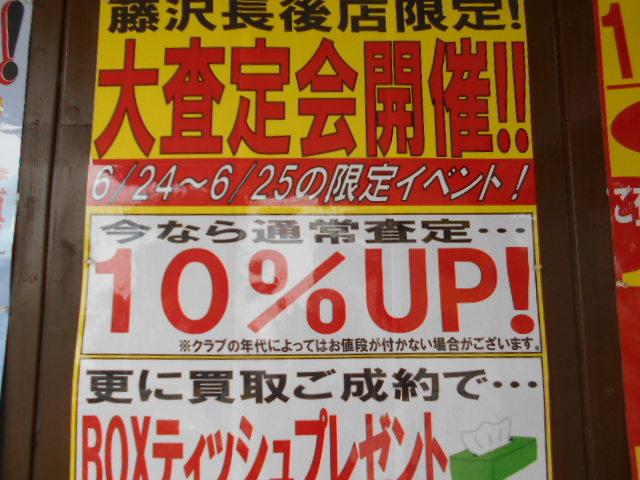 藤沢長後店限定!
大査定会開催!!
6/24～6/25の限定イベント!
今なら通常査定…
10%UP!
※クラブの年代によってはお値段が付かない場合がございます。
更に買取ご成約で…
BOXティッシュプレゼント